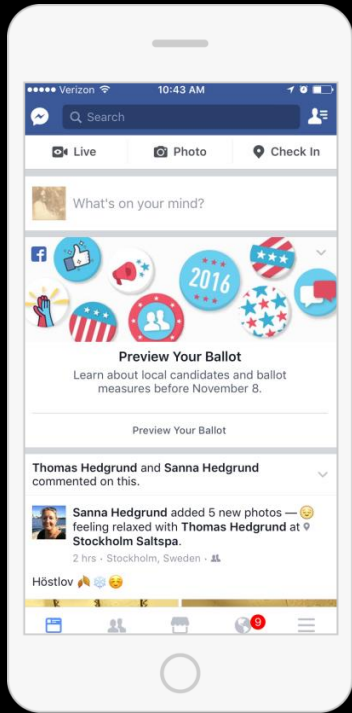 Verizon 10:43 AM
Search
Live Photo Check In
What's on your mind?
2016
Preview Your Ballot
Learn about local candidates and ballot
measures before November 8.
Preview Your Ballot
Thomas Hedgrund and Sanna Hedgrund
commented on this.
Sanna Hedgrund added 5 new photos — 😌
feeling relaxed with Thomas Hedgrund at
Stockholm Saltspa.
2 hrs · Stockholm, Sweden ·
Höstlov 🍂❄️☺️
9